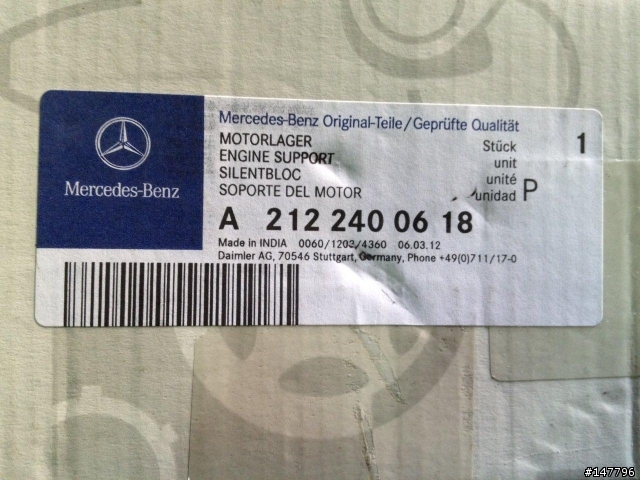 Mercedes-Benz
Mercedes-Benz Original-Teile/Geprüfte Qualität
MOTORLAGER
ENGINE SUPPORT
SILENTBLOC
SOPORTE DEL MOTOR
Stück 1
unit
unité
unidad P
A 212 240 06 18
Made in INDIA 0060/1203/4360 06.03.12
Daimler AG, 70546 Stuttgart, Germany, Phone +49(0)711/17-0
#147796